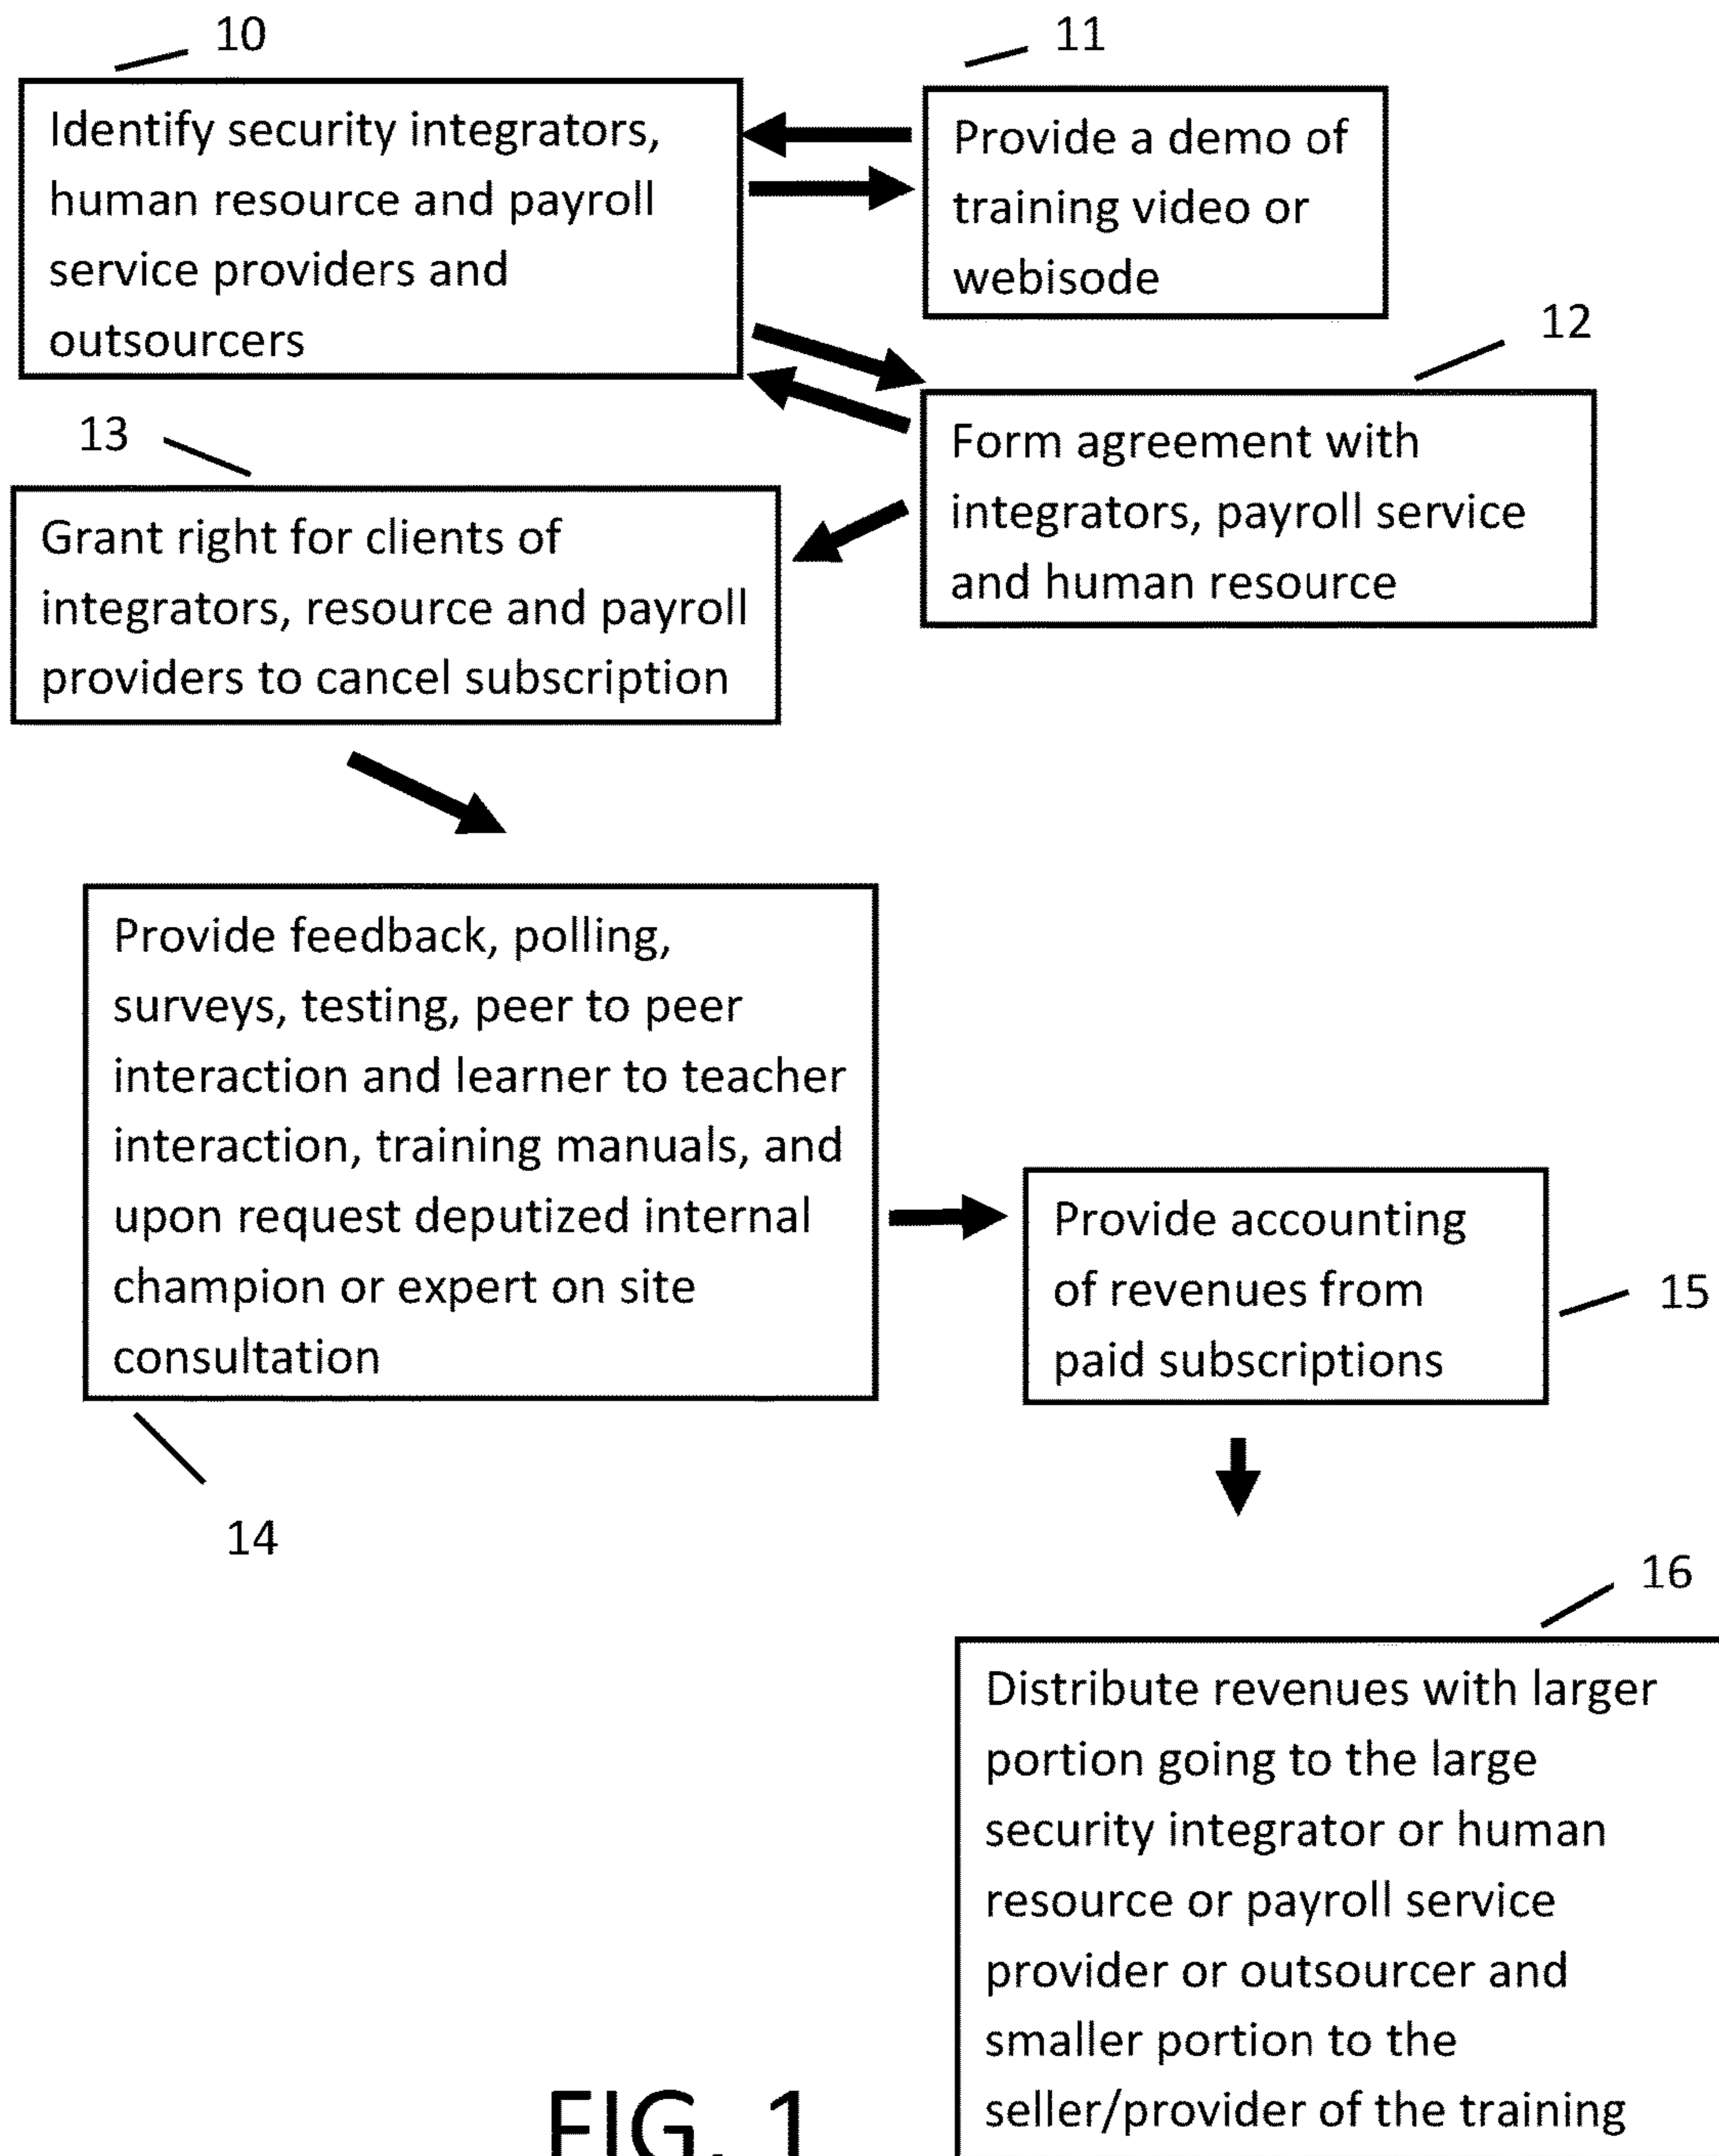 10
Identify security integrators,
human resource and payroll
service providers and
outsourcers
11
Provide a demo of
training video or
webisode
12
Form agreement with
integrators, payroll service
and human resource
13
Grant right for clients of
integrators, resource and payroll
providers to cancel subscription
Provide feedback, polling,
surveys, testing, peer to peer
interaction and learner to teacher
interaction, training manuals, and
upon request deputized internal
champion or expert on site
consultation
14
Provide accounting
of revenues from
paid subscriptions
15
16
Distribute revenues with larger
portion going to the large
security integrator or human
resource or payroll service
provider or outsourcer and
smaller portion to the
seller/provider of the training
FIG. 1